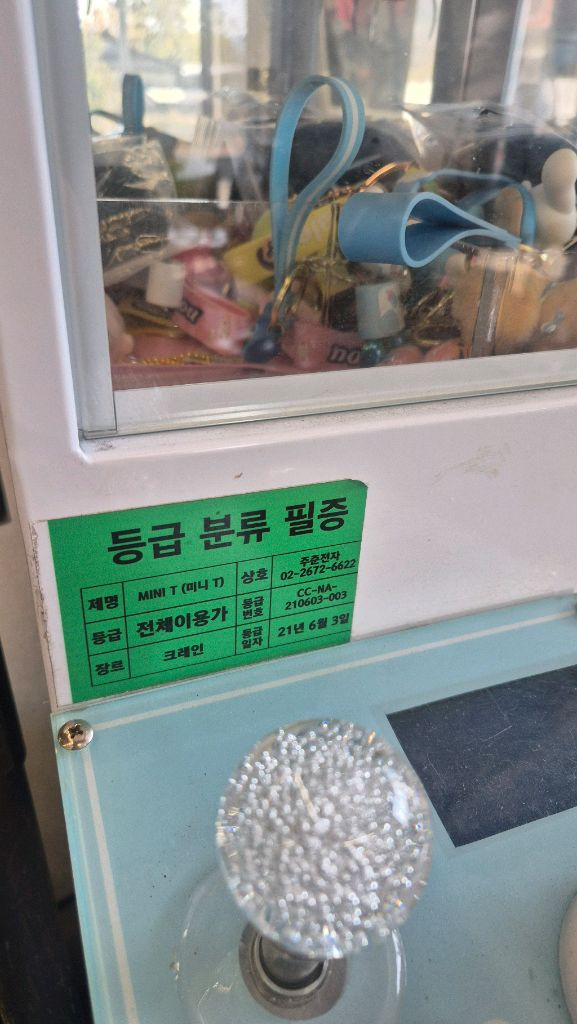 등급 분류 필증
제명 MINI T (미니 T) 상호 주준전자
02-2672-6622
등급 전체이용가 등급
번호 CC-NA-
210603-003
장르 크레인 등급
일자 21년 6월 3일